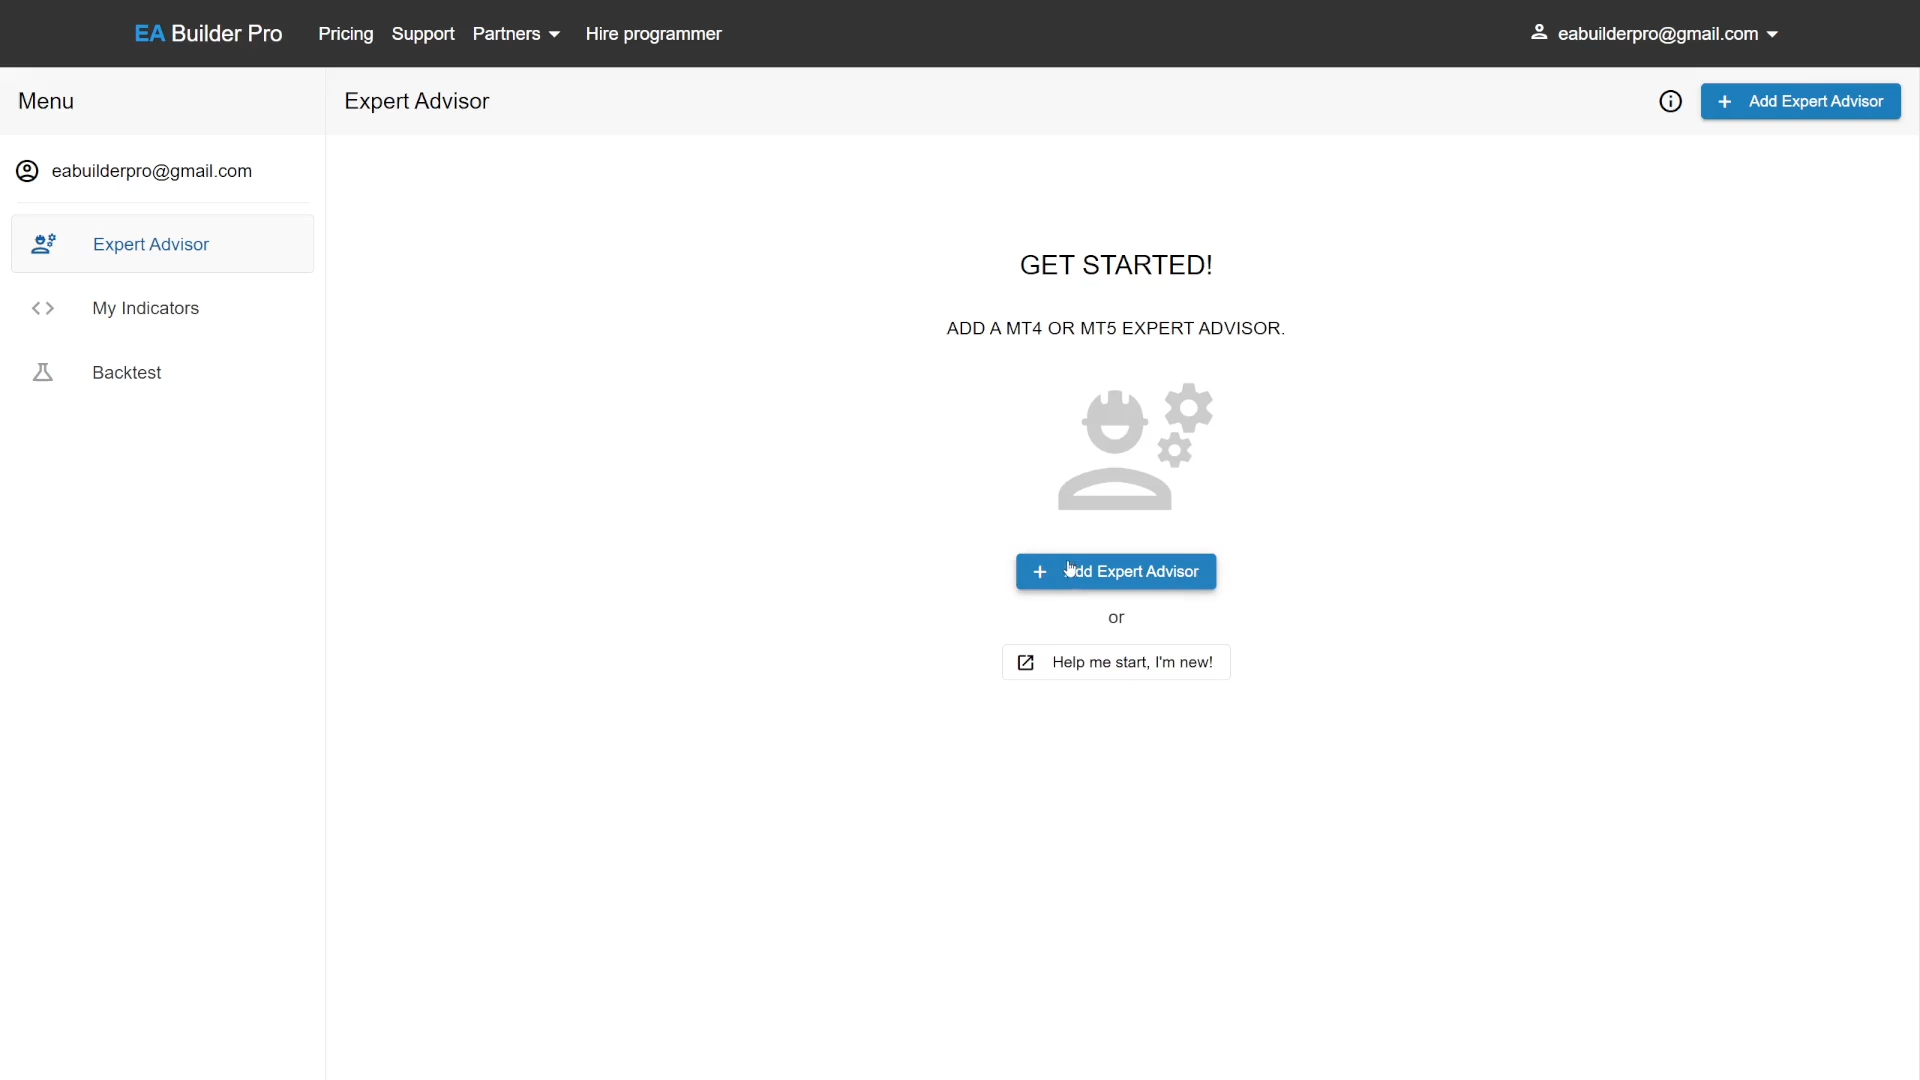 EA Builder Pro Pricing Support Partners Hire programmer eabuilderpro@gmail.com
Menu
Expert Advisor
Add Expert Advisor
eabuilderpro@gmail.com
Expert Advisor
My Indicators
Backtest
GET STARTED!
ADD A MT4 OR MT5 EXPERT ADVISOR.
Add Expert Advisor
or
Help me start, I'm new!